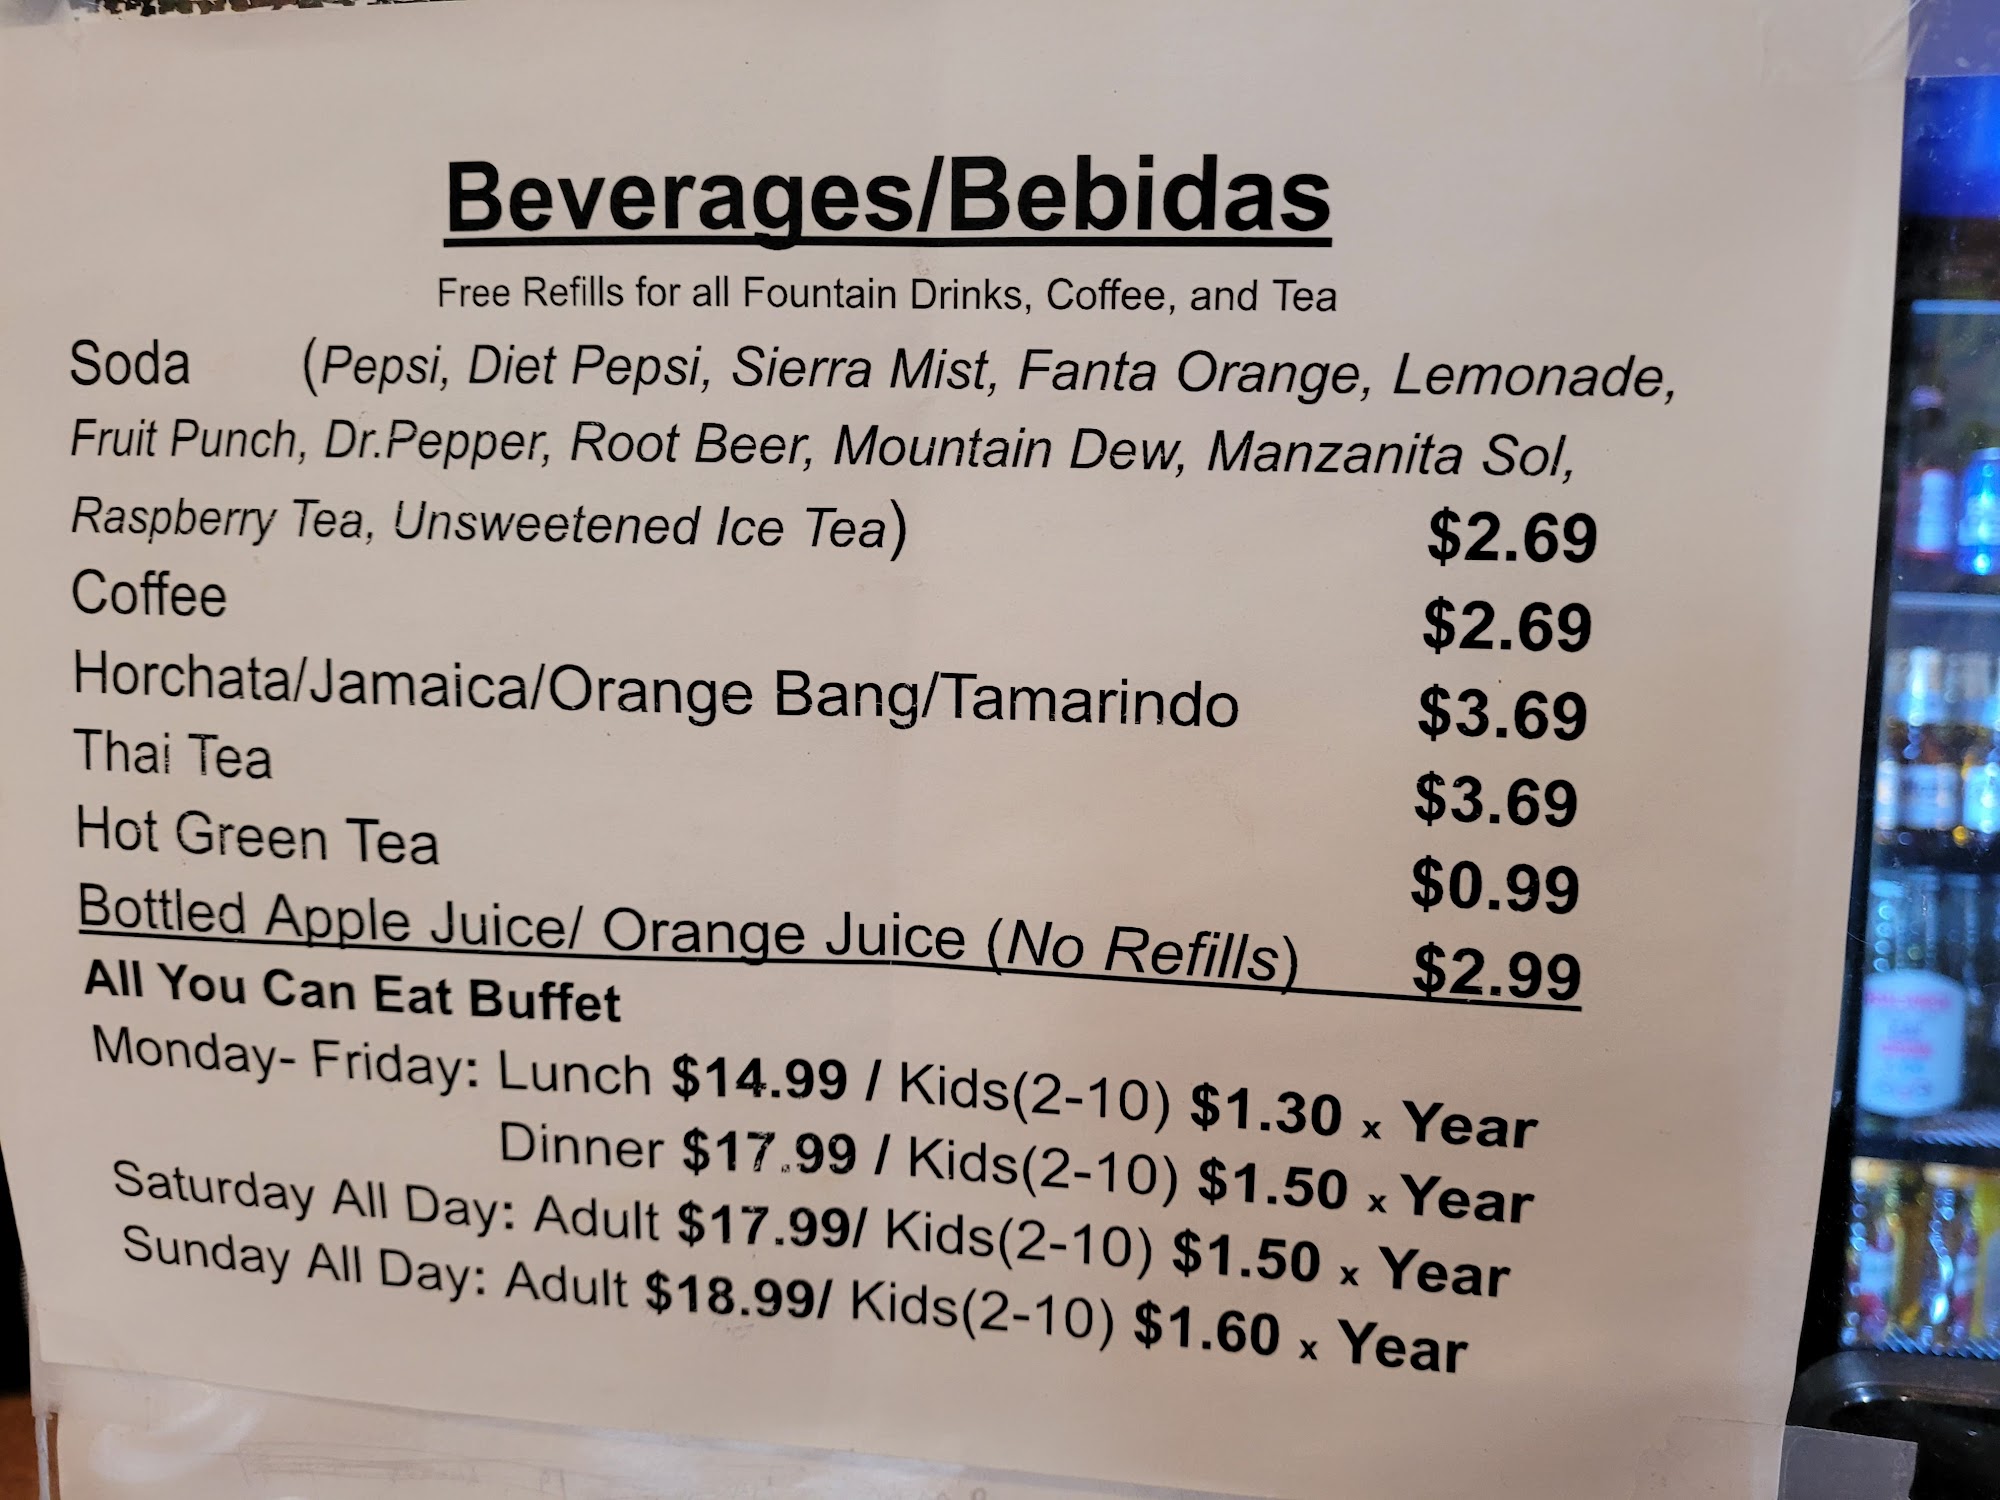 Beverages/Bebidas
Free Refills for all Fountain Drinks, Coffee, and Tea
Soda (Pepsi, Diet Pepsi, Sierra Mist, Fanta Orange, Lemonade,
Fruit Punch, Dr.Pepper, Root Beer, Mountain Dew, Manzanita Sol,
Raspberry Tea, Unsweetened Ice Tea) $2.69
Coffee $2.69
Horchata/Jamaica/Orange Bang/Tamarindo $3.69
Thai Tea $3.69
Hot Green Tea $0.99
Bottled Apple Juice/ Orange Juice (No Refills) $2.99
All You Can Eat Buffet
Monday- Friday: Lunch $14.99 / Kids(2-10) $1.30 x Year
Dinner $17.99 / Kids(2-10) $1.50 x Year
Saturday All Day: Adult $17.99/ Kids(2-10) $1.50 x Year
Sunday All Day: Adult $18.99/ Kids(2-10) $1.60 x Year